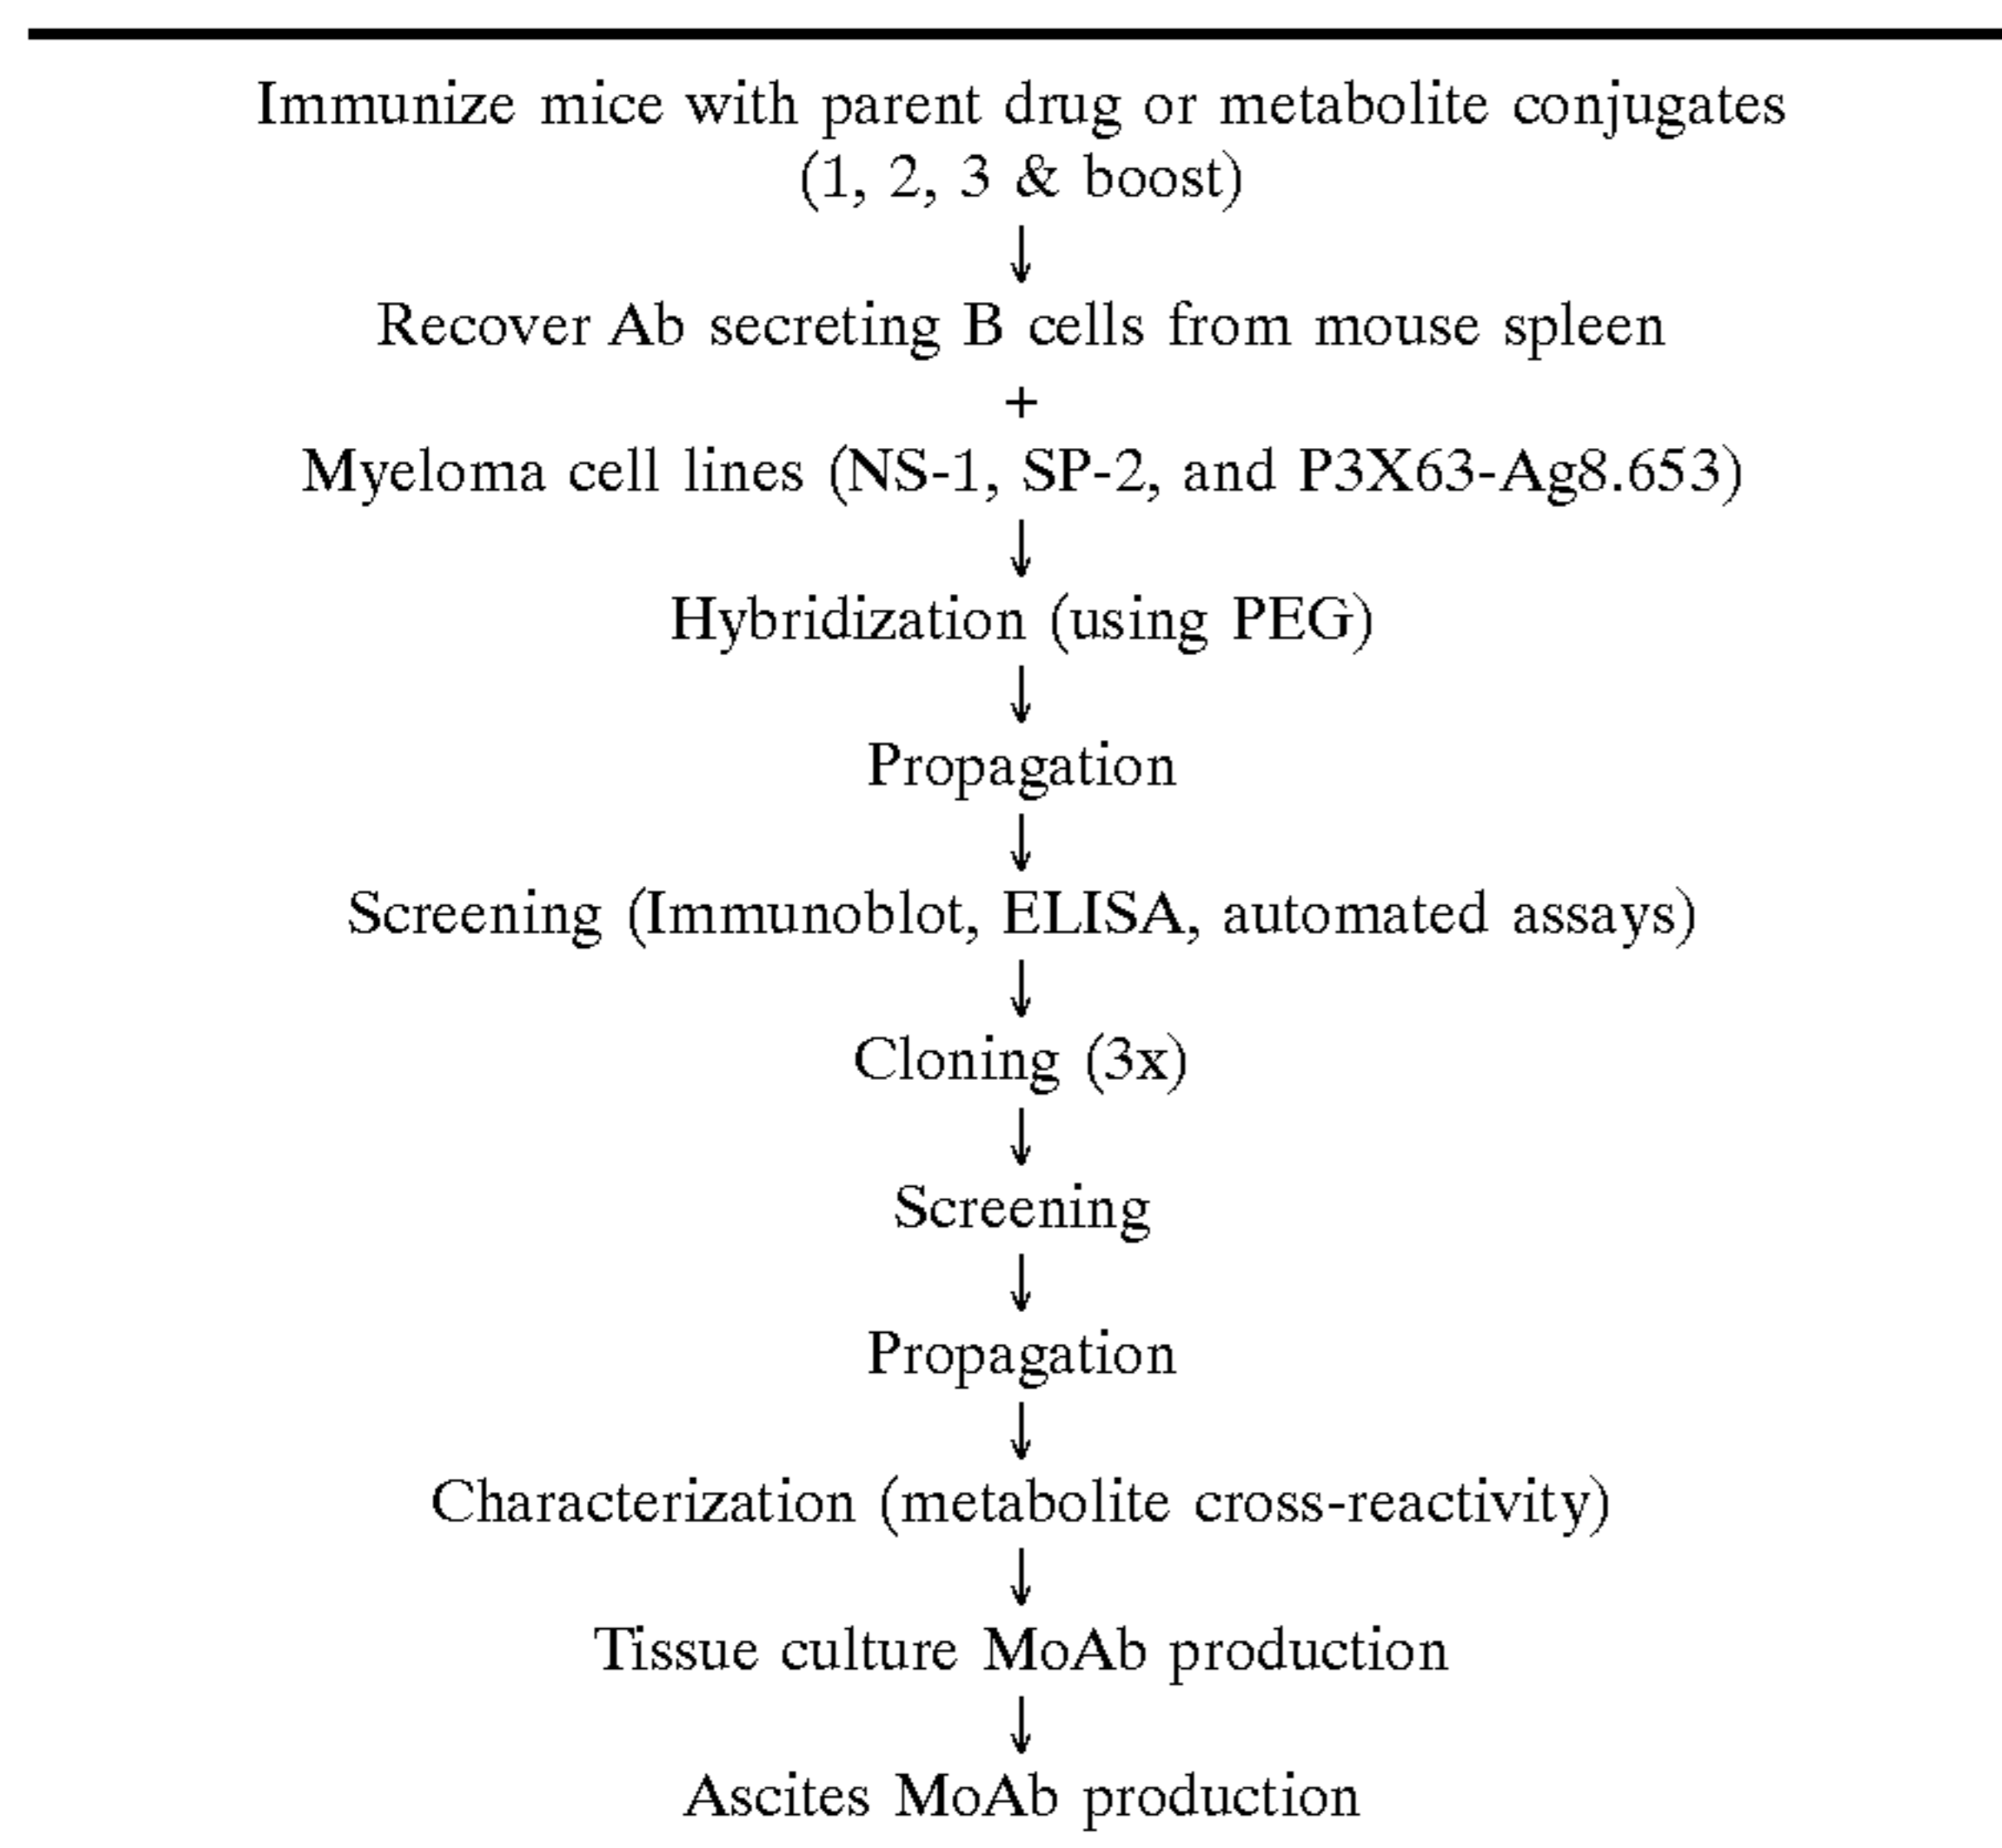 Immunize mice with parent drug or metabolite conjugates
(1, 2, 3 & boost)
↓
Recover Ab secreting B cells from mouse spleen
+
Myeloma cell lines (NS-1, SP-2, and P3X63-Ag8.653)
↓
Hybridization (using PEG)
↓
Propagation
↓
Screening (Immunoblot, ELISA, automated assays)
↓
Cloning (3x)
↓
Screening
↓
Propagation
↓
Characterization (metabolite cross-reactivity)
↓
Tissue culture MoAb production
↓
Ascites MoAb production